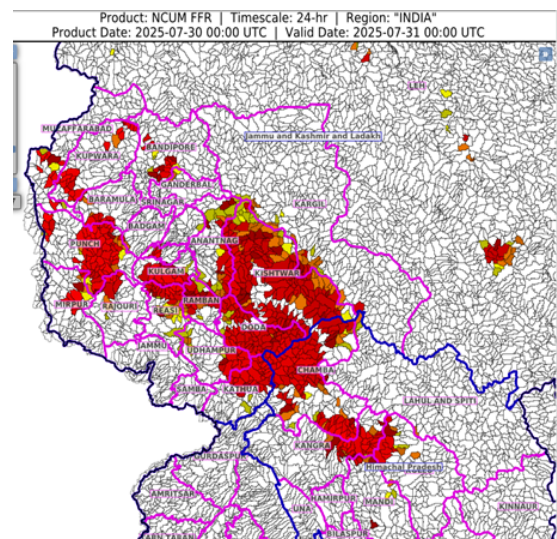 Product: NCUM FFR | Timescale: 24-hr | Region: "INDIA"
Product Date: 2025-07-30 00:00 UTC | Valid Date: 2025-07-31 00:00 UTC
LEH
MUZAFFARABAD
Jammu and Kashmir and Ladakh
BANDIPORE
KUPWARA
GANDERBAL
BARAMULA
SRINAGAR
KARGIL
BADGAM
ANANTNAG
PUNCH
KULGAM
KISHTWAR
RAMBAN
MIRPUR
RAJOURI
REASI
DODA
JAMMU
UDHAMPUR
CHAMBA
SAMBA
KATHUA
LAHUL AND SPITI
KANGRA
GURDASPUR
Himachal Pradesh
AMRITSAR
HAMIRPUR
MANDI
UNA
KINNAUR
BILASPUR
TARN TARAN